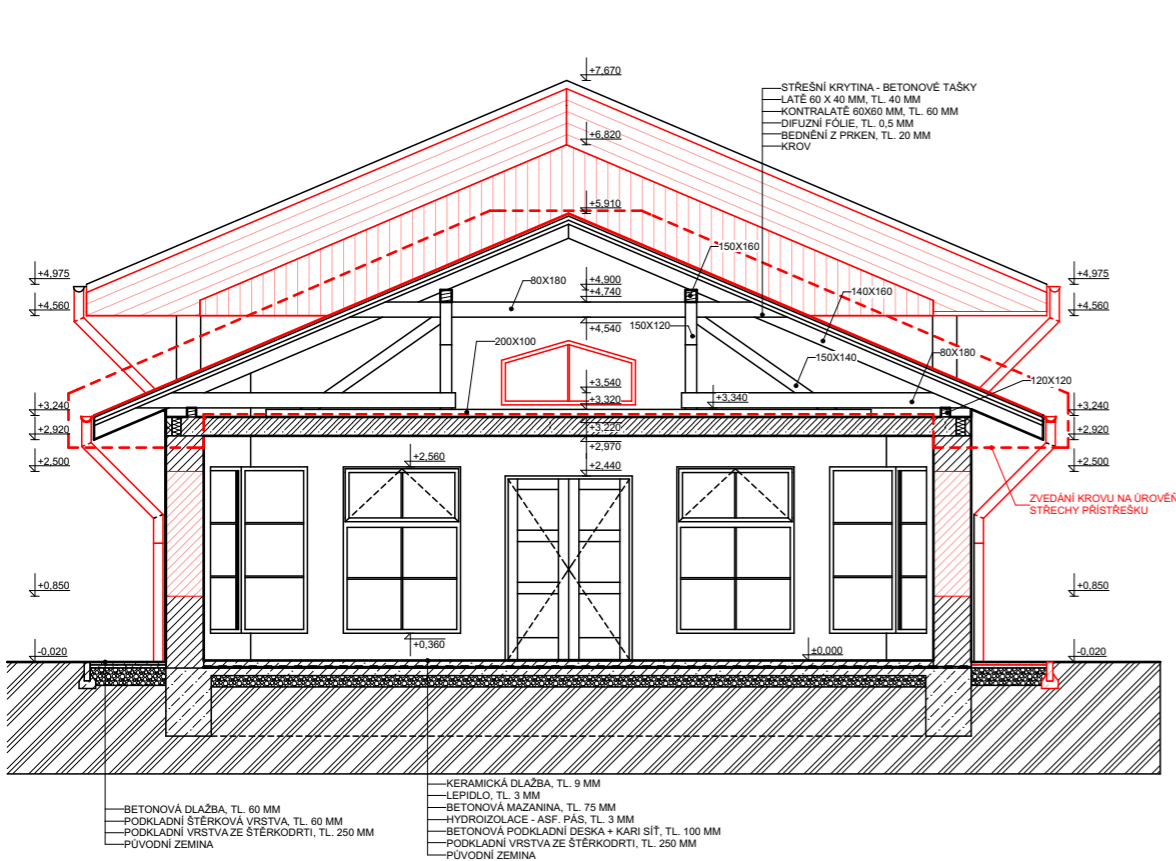 +7,670
STŘEŠNÍ KRYTINA - BETONOVÉ TAŠKY
LATĚ 60 X 40 MM, TL. 40 MM
KONTRALATĚ 60X60 MM, TL. 60 MM
DIFUZNÍ FÓLIE, TL. 0,5 MM
BEDNĚNÍ Z PRKEN, TL. 20 MM
KROV
+6,820
+5,910
150X160
+4,975
+4,900
+4,975
80X180
+4,740
140X160
+4,560
+4,560
150X120
+4,540
200X100
80X180
150X140
120X120
+3,540
+3,340
+3,240
+3,320
+3,240
+2,920
+3,220
+2,920
+2,970
+2,500
+2,560
+2,440
+2,500
ZVEDÁNÍ KROVU NA ÚROVĚŇ
STŘECHY PŘÍSTŘEŠKU
+0,850
+0,850
+0,360
-0,020
±0,000
-0,020
BETONOVÁ DLAŽBA, TL. 60 MM
PODKLADNÍ ŠTĚRKOVÁ VRSTVA, TL. 60 MM
PODKLADNÍ VRSTVA ZE ŠTĚRKODRTI, TL. 250 MM
PŮVODNÍ ZEMINA
KERAMICKÁ DLAŽBA, TL. 9 MM
LEPIDLO, TL. 3 MM
BETONOVÁ MAZANINA, TL. 75 MM
HYDROIZOLACE - ASF. PÁS, TL. 3 MM
BETONOVÁ PODKLADNÍ DESKA + KARI SÍŤ, TL. 100 MM
PODKLADNÍ VRSTVA ZE ŠTĚRKODRTI, TL. 250 MM
PŮVODNÍ ZEMINA